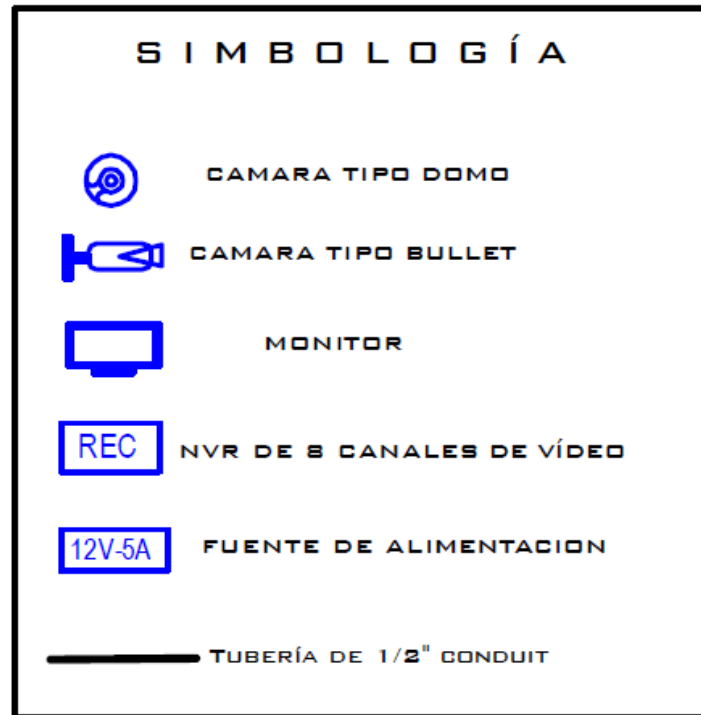 SIMBOLOGÍA
CAMARA TIPO DOMO
CAMARA TIPO BULLET
MONITOR
REC NVR DE 8 CANALES DE VÍDEO
12V-5A FUENTE DE ALIMENTACION
TUBERÍA DE 1/2" CONDUIT